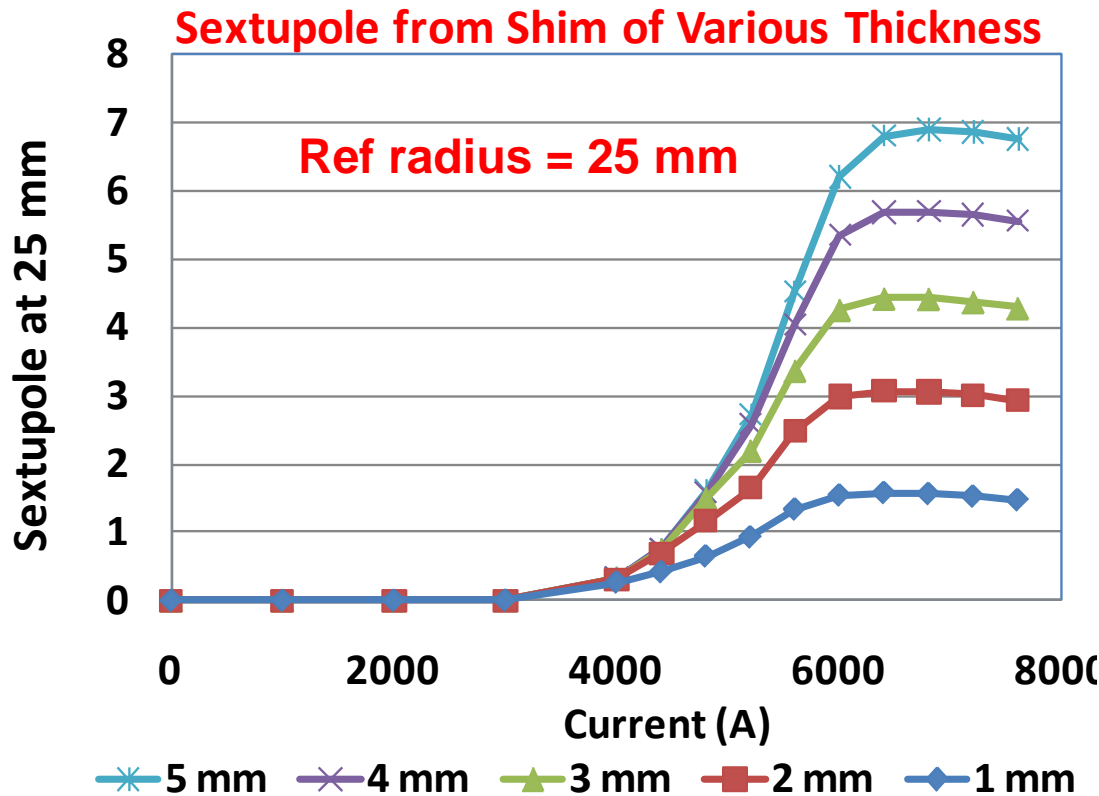 Sextupole from Shim of Various Thickness
Ref radius = 25 mm
Sextupole at 25 mm
8
7
6
5
4
3
2
1
0
0 2000 4000 6000 8000
Current (A)
5 mm 4 mm 3 mm 2 mm 1 mm